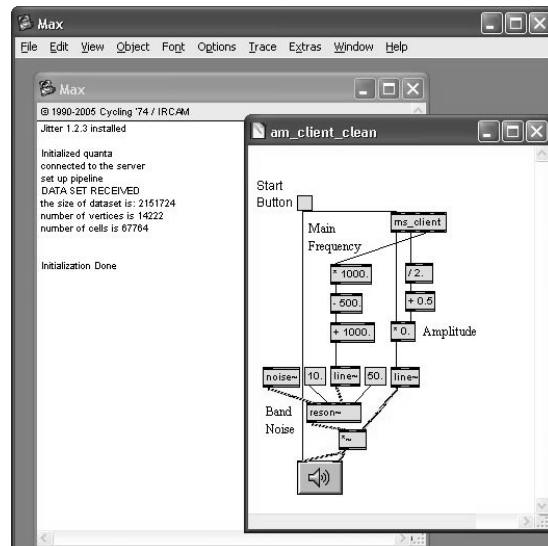 Max
File Edit View Object Font Options Trace Extras Window Help
Max
© 1990-2005 Cycling '74 / IRCAM
Jitter 1.2.3 installed
Initialized quanta
connected to the server
set up pipeline
DATA SET RECEIVED
the size of dataset is: 2151724
number of vertices is 14222
number of cells is 67764
Initialization Done
am_client_clean
Start
Button
ms_client
Main
Frequency
* 1000.
/ 2.
- 500.
+ 0.5
+ 1000.
* 0.
Amplitude
noise~
10.
line~
50.
line~
Band
Noise
reson~
*~